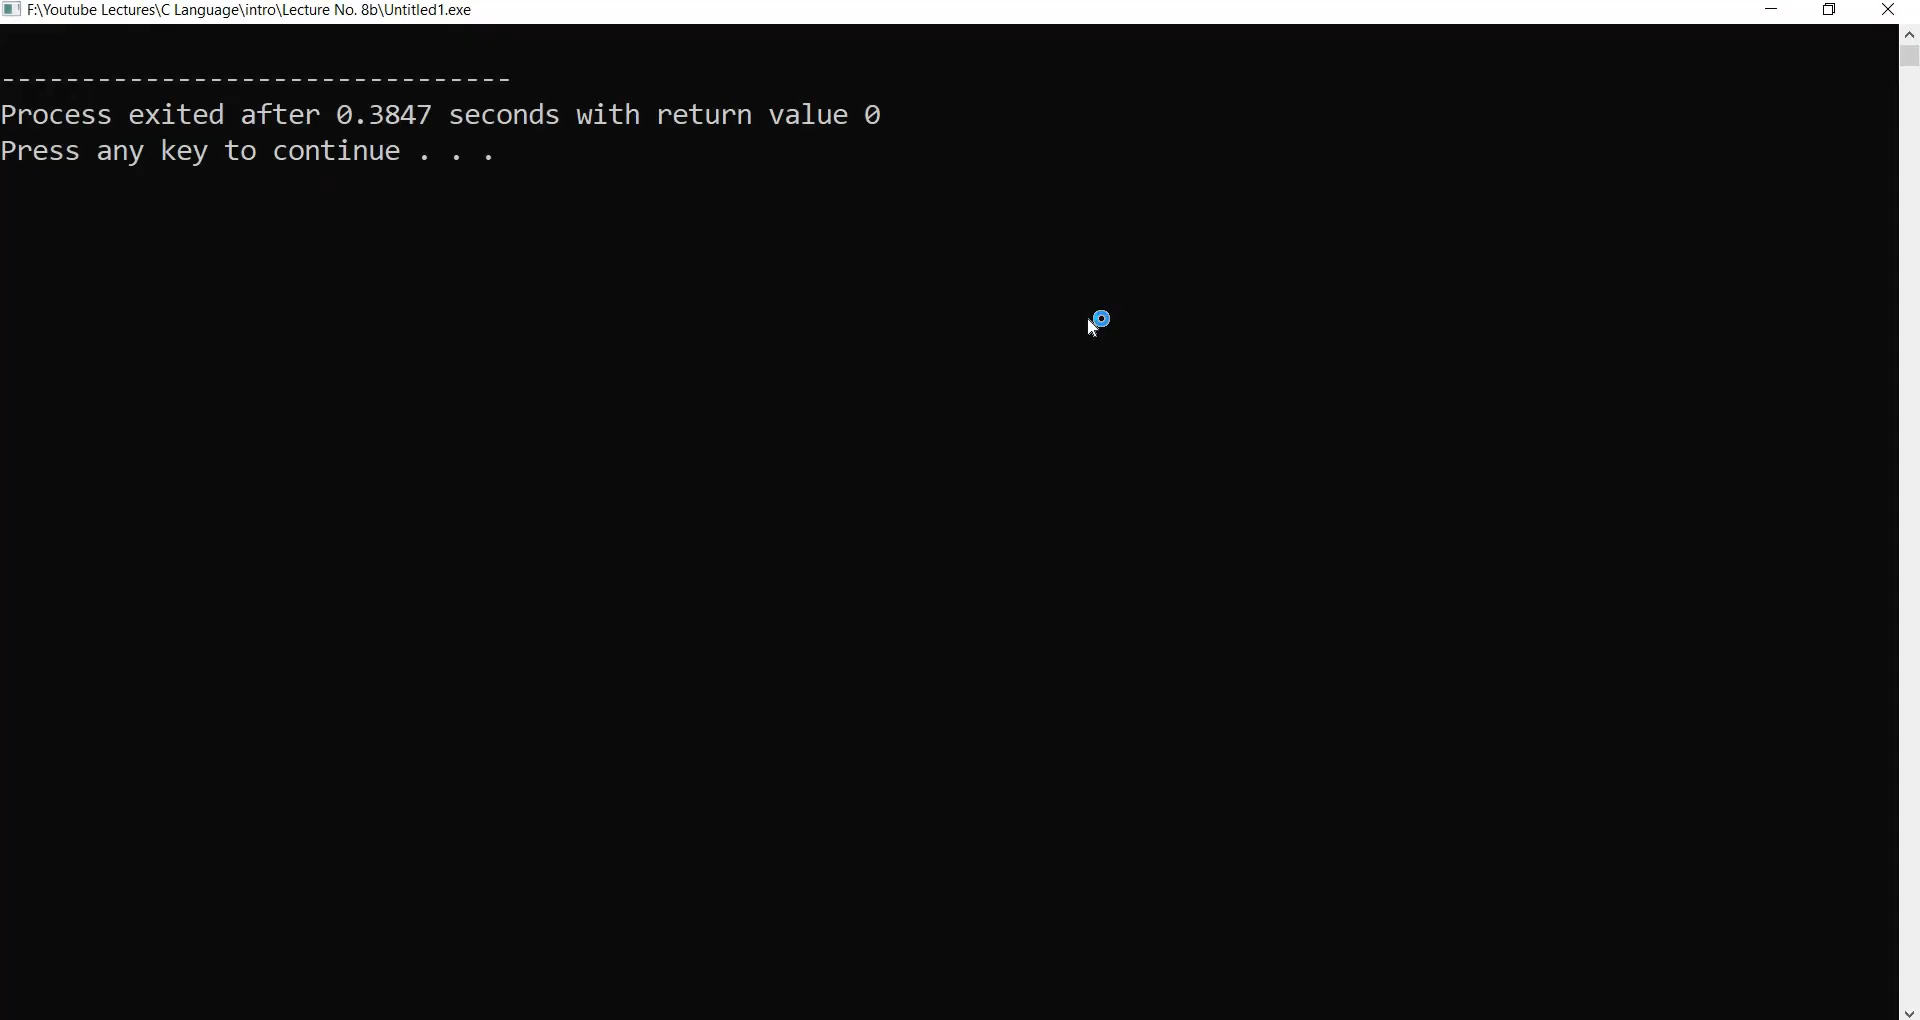 F:\Youtube Lectures\C Language\intro\Lecture No. 8b\Untitled1.exe
--------------------------------
Process exited after 0.3847 seconds with return value 0
Press any key to continue . . .